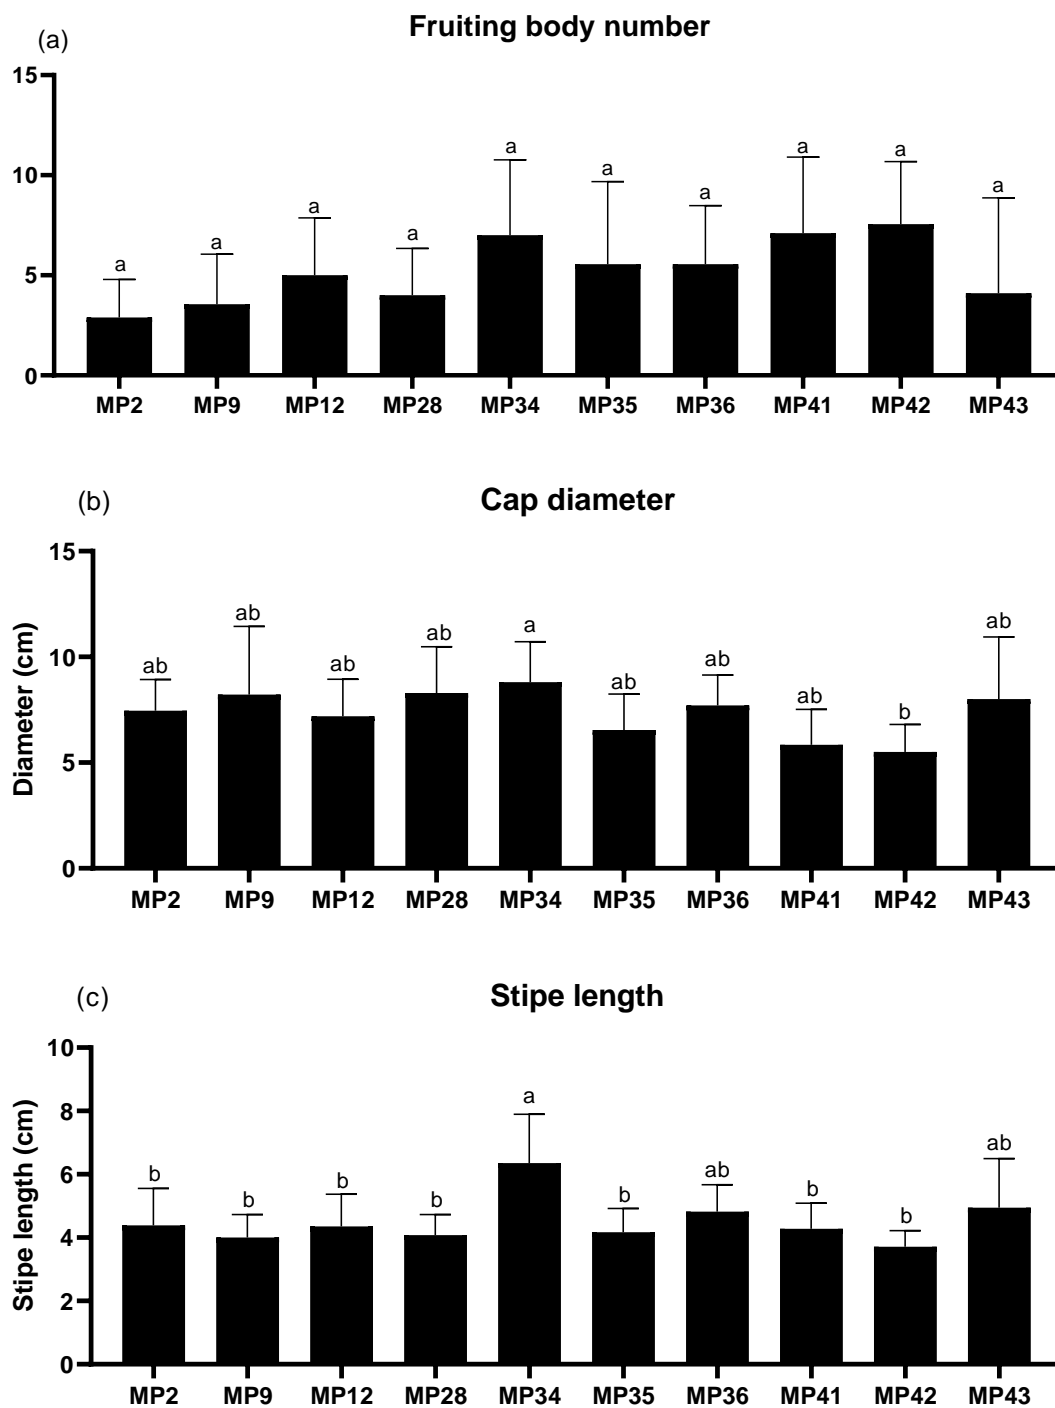 (a)
Fruiting body number
15
10
5
0
a a a a a a a a a a
MP2 MP9 MP12 MP28 MP34 MP35 MP36 MP41 MP42 MP43
(b)
Cap diameter
Diameter (cm)
15
10
5
0
ab ab ab ab a ab ab ab b ab
MP2 MP9 MP12 MP28 MP34 MP35 MP36 MP41 MP42 MP43
(c)
Stipe length
Stipe length (cm)
10
8
6
4
2
0
b b b b a b ab b b ab
MP2 MP9 MP12 MP28 MP34 MP35 MP36 MP41 MP42 MP43